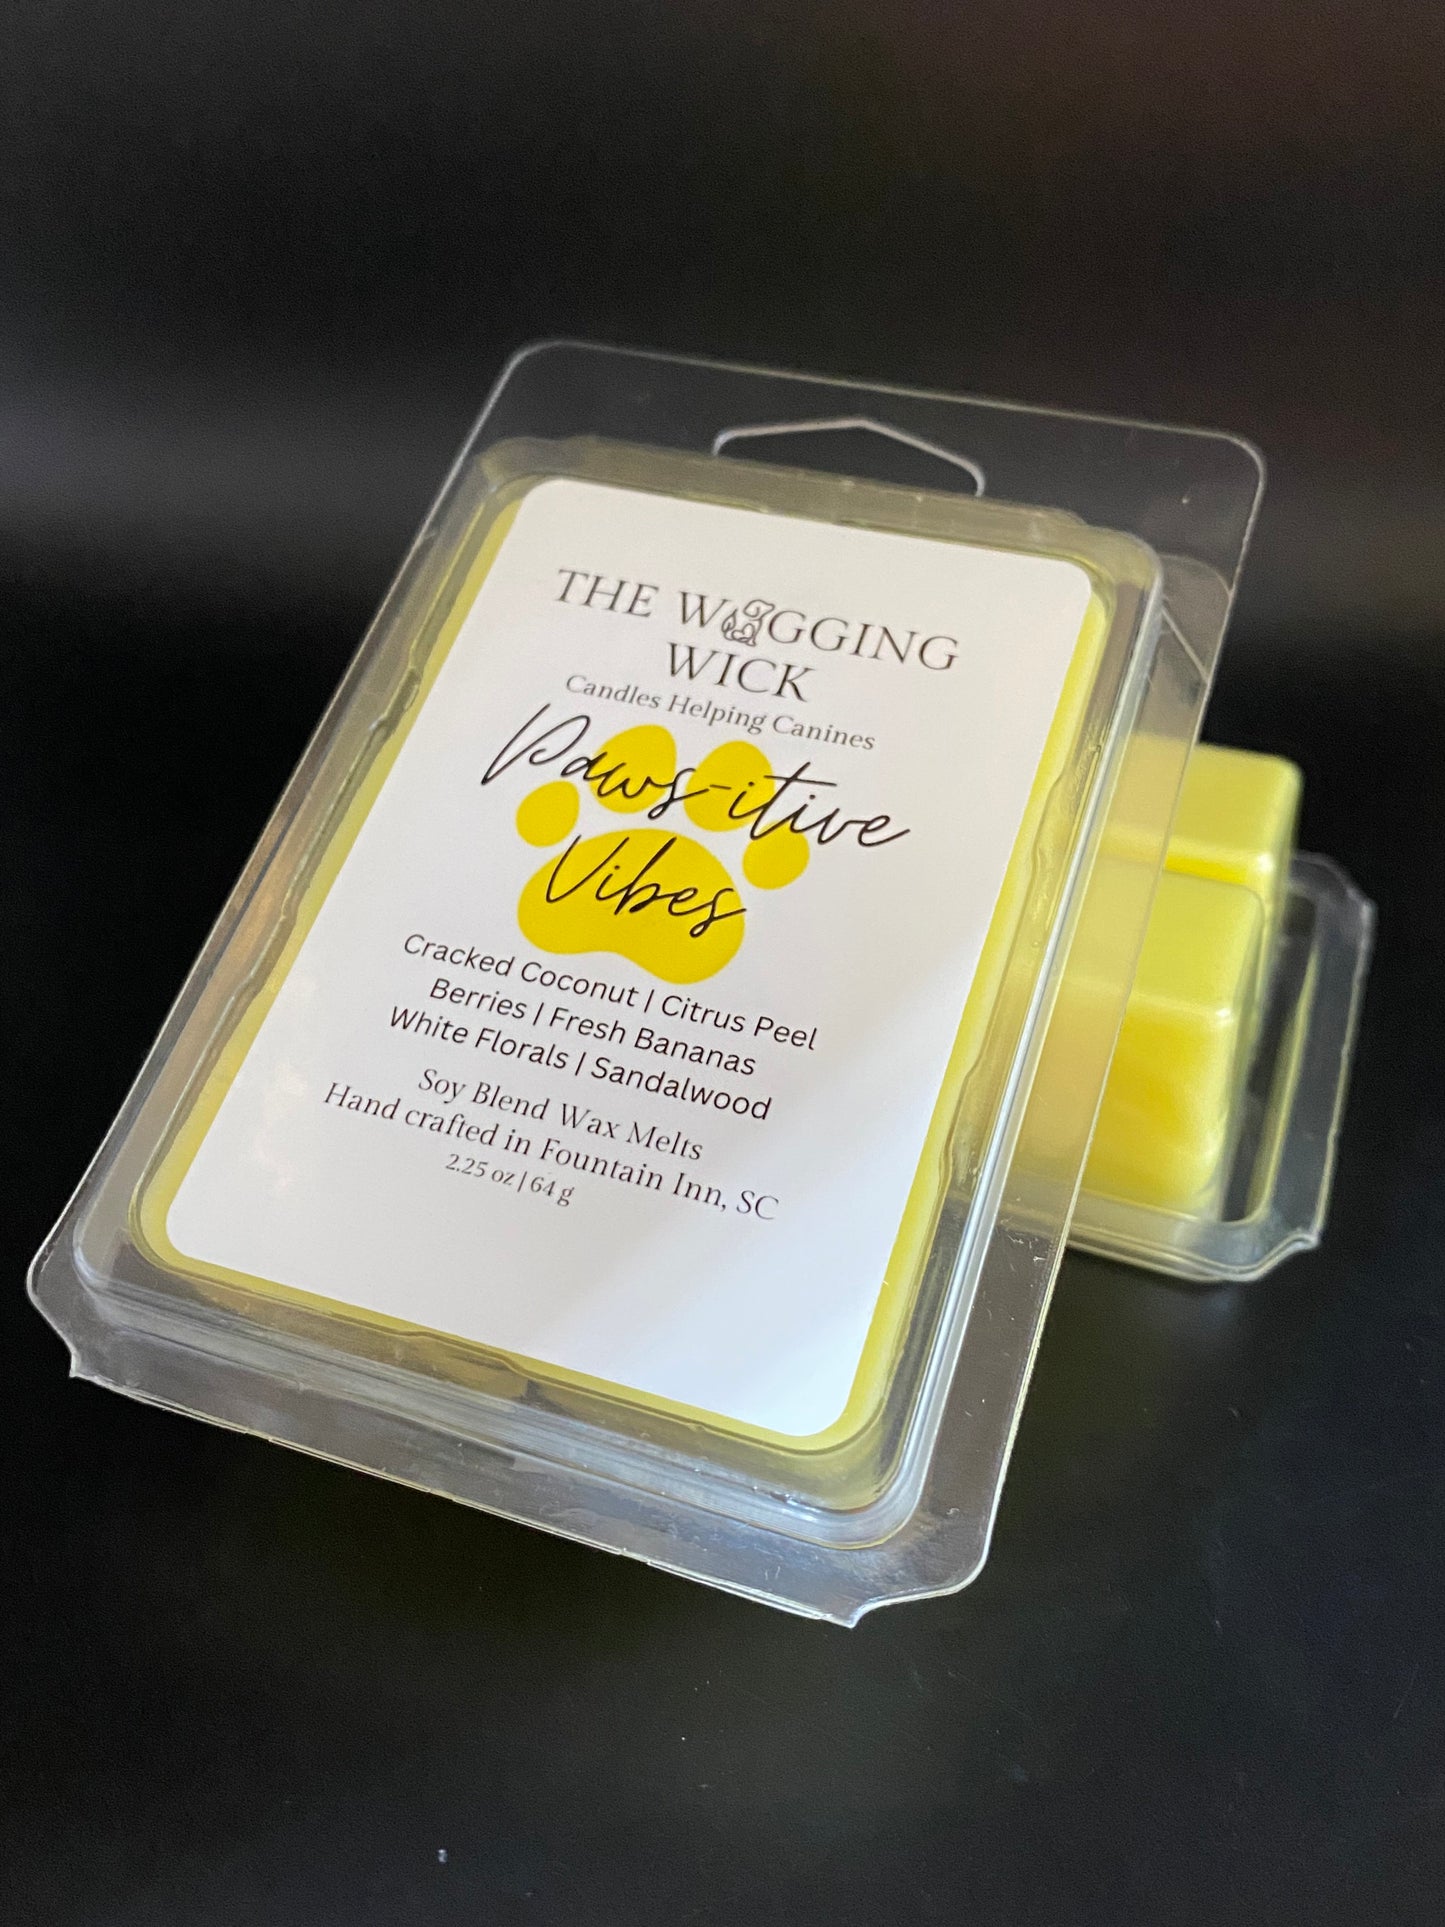 THE WAGGING
WICK
Candles Helping Canines
Paws-itive
Vibes
Cracked Coconut | Citrus Peel
Berries | Fresh Bananas
White Florals | Sandalwood
Soy Blend Wax Melts
Hand crafted in Fountain Inn, SC
2.25 oz | 64 g